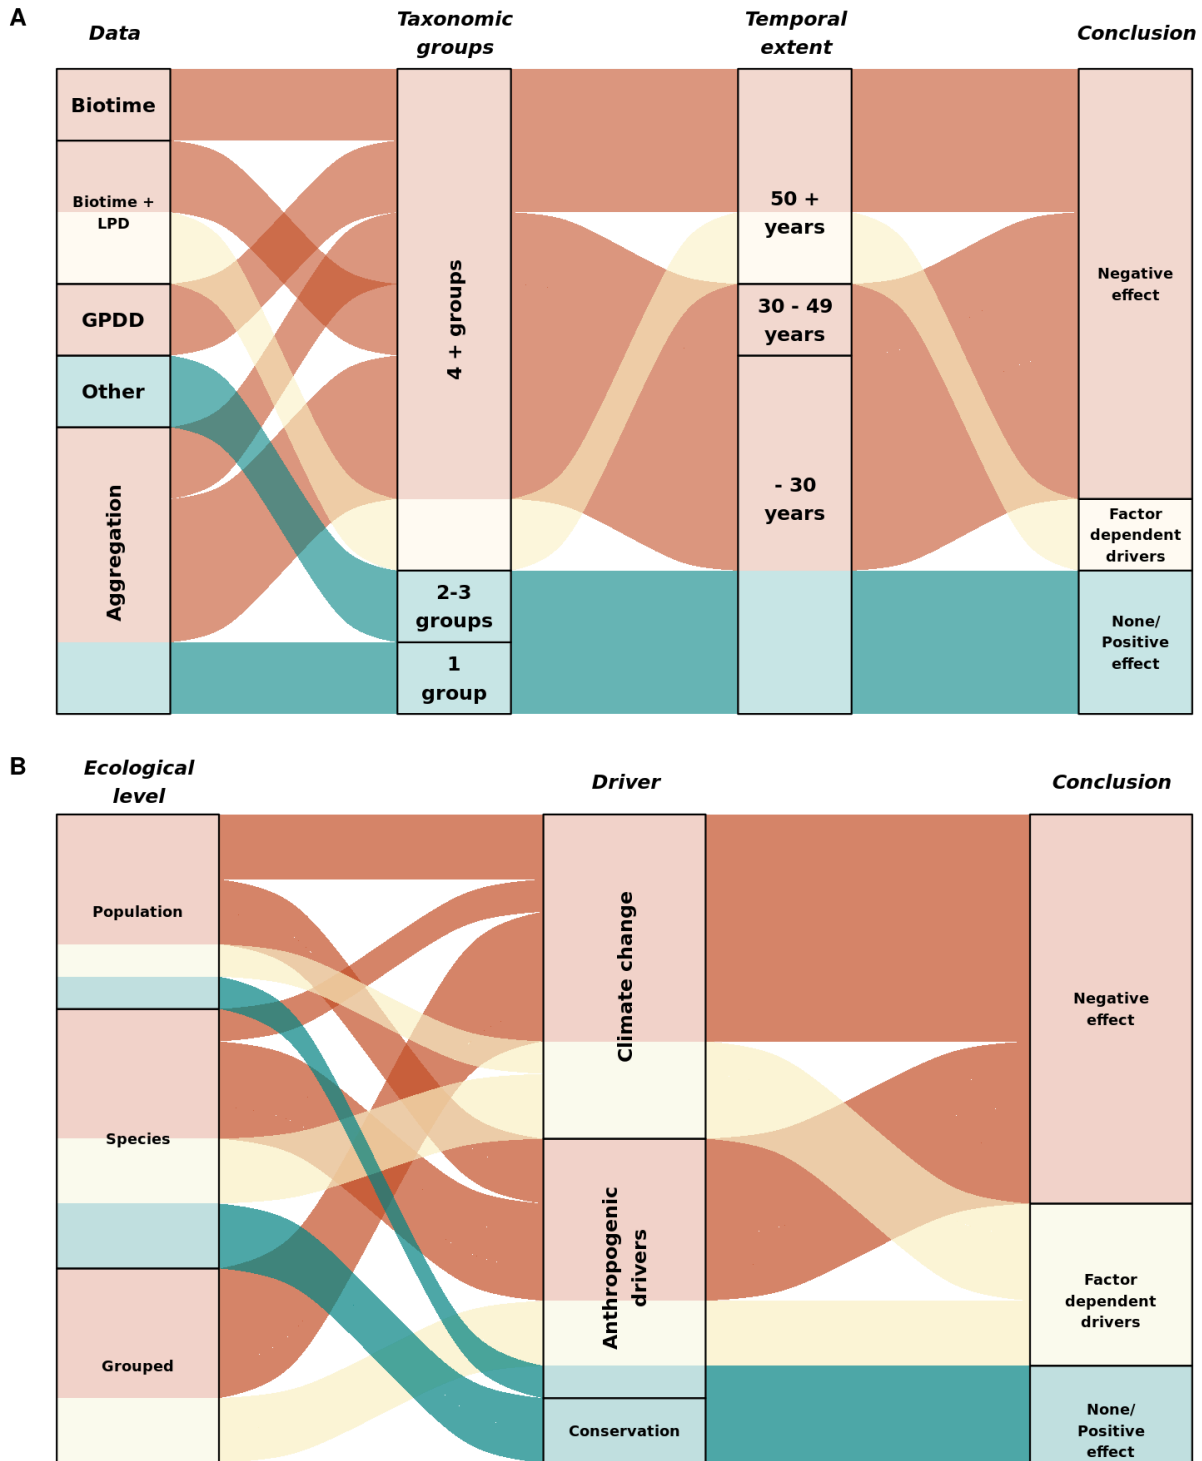 A
Data
Taxonomic
groups
Temporal
extent
Conclusion
Biotime
Biotime +
LPD
GPDD
Other
Aggregation
4 + groups
2-3
groups
1
group
50 +
years
30 - 49
years
- 30
years
Negative
effect
Factor
dependent
drivers
None/
Positive
effect
B
Ecological
level
Driver
Conclusion
Population
Species
Grouped
Climate change
Anthropogenic
drivers
Conservation
Negative
effect
Factor
dependent
drivers
None/
Positive
effect